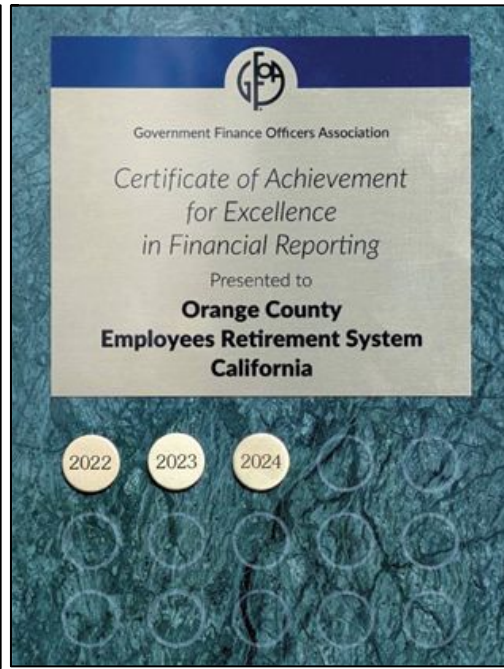 GFOA
Government Finance Officers Association
Certificate of Achievement
for Excellence
in Financial Reporting
Presented to
Orange County
Employees Retirement System
California
2022 2023 2024